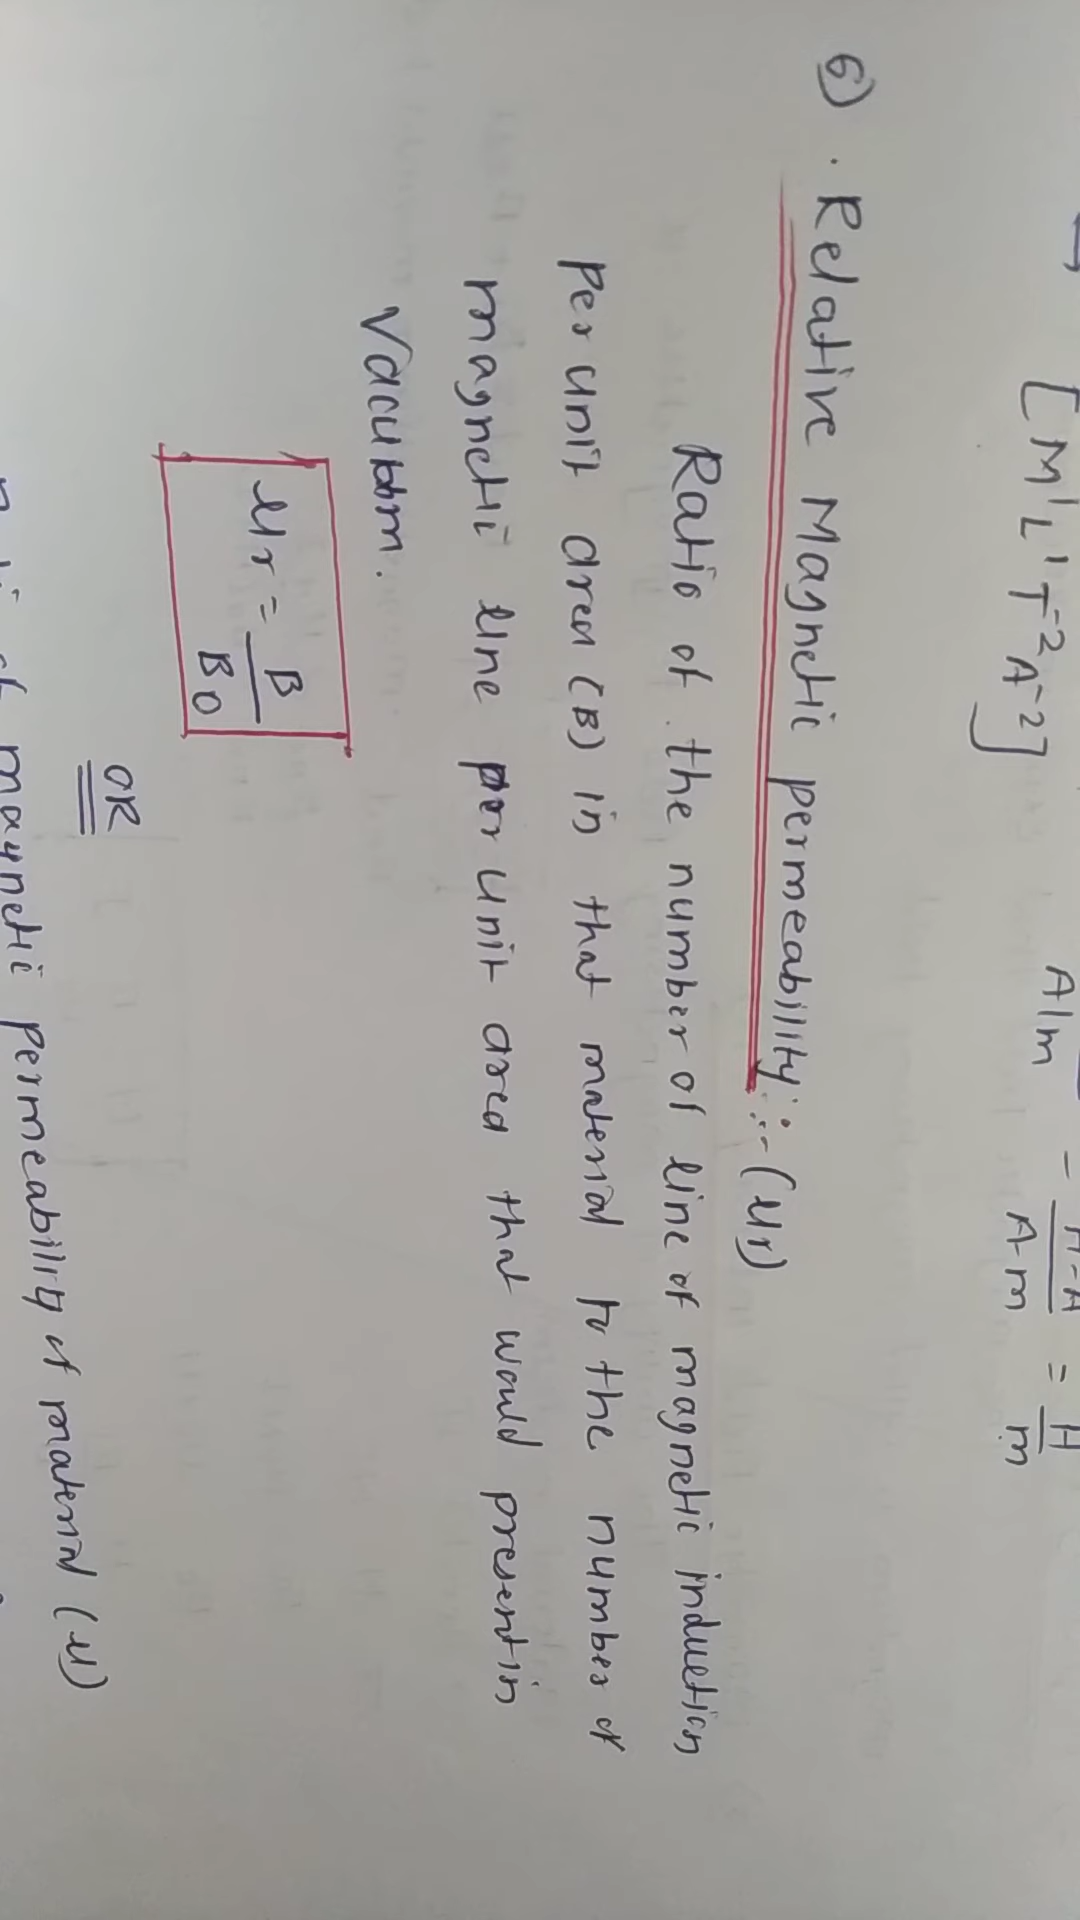 [M¹L¹T⁻²A⁻²]
A/m = A-m = m
6) . Relative Magnetic permeability :- (μr)
Ratio of the number of line of magnetic induction
per unit area (B) in that material to the number of
magnetic line per unit area that would present in
Vacuum.
μr = B/B0
OR
of magnetic permeability of material (μ)